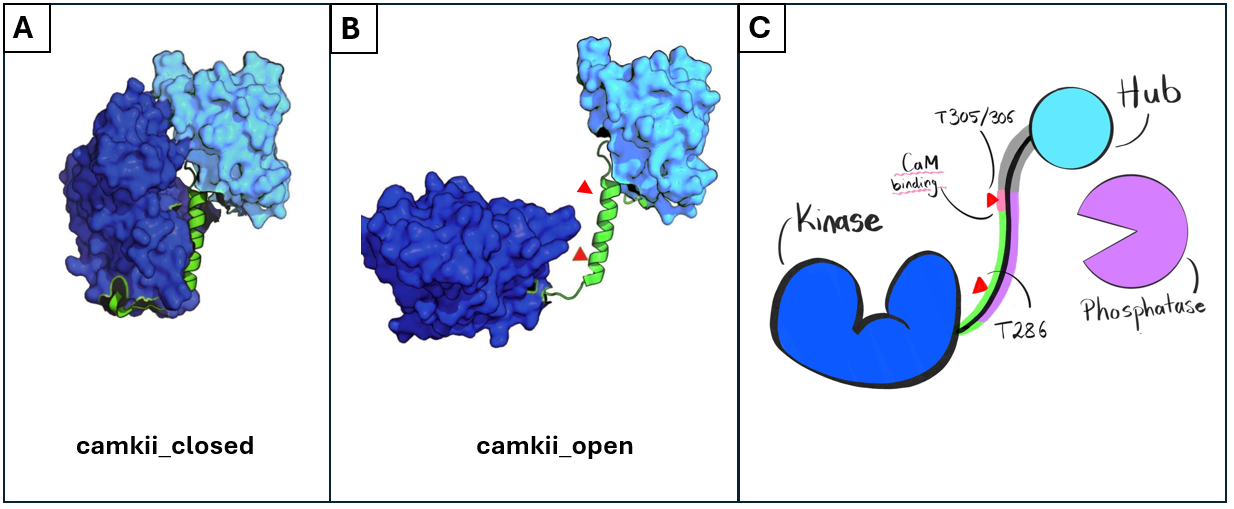 A
camkii_closed
B
camkii_open
C
Hub
T305/306
CaM
binding
Kinase
Phosphatase
T286